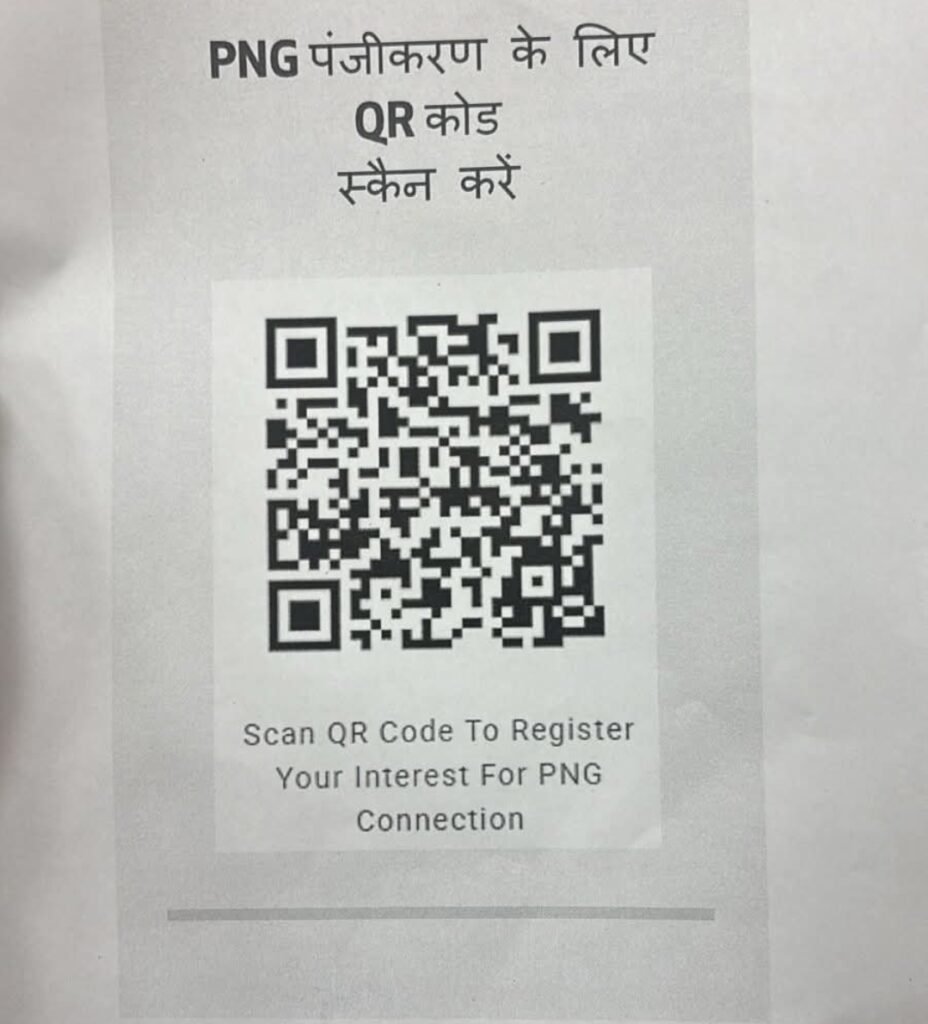 PNG पंजीकरण के लिए
QR कोड
स्कैन करें
Scan QR Code To Register
Your Interest For PNG
Connection